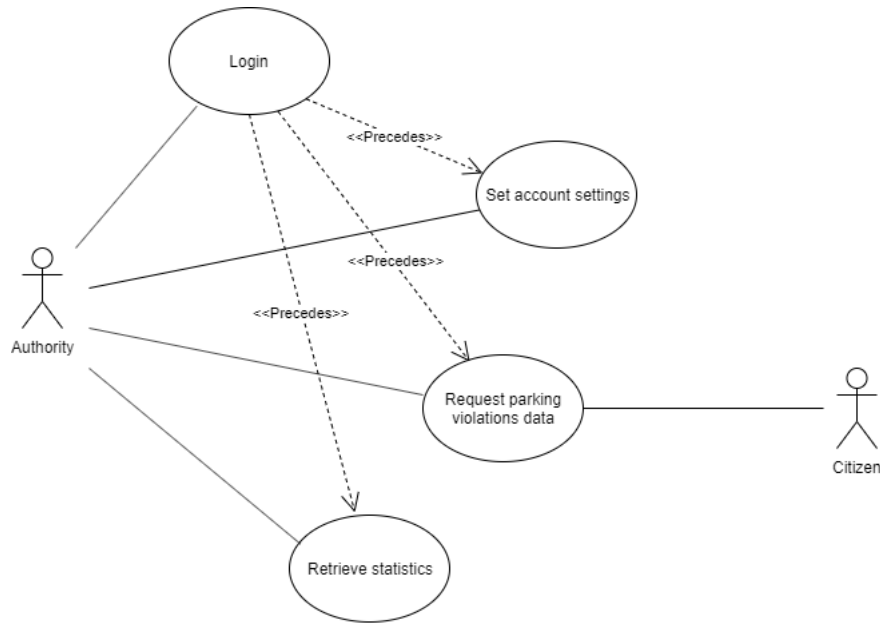 Login
<<Precedes>>
Set account settings
<<Precedes>>
<<Precedes>>
Authority
Request parking
violations data
Citizen
Retrieve statistics